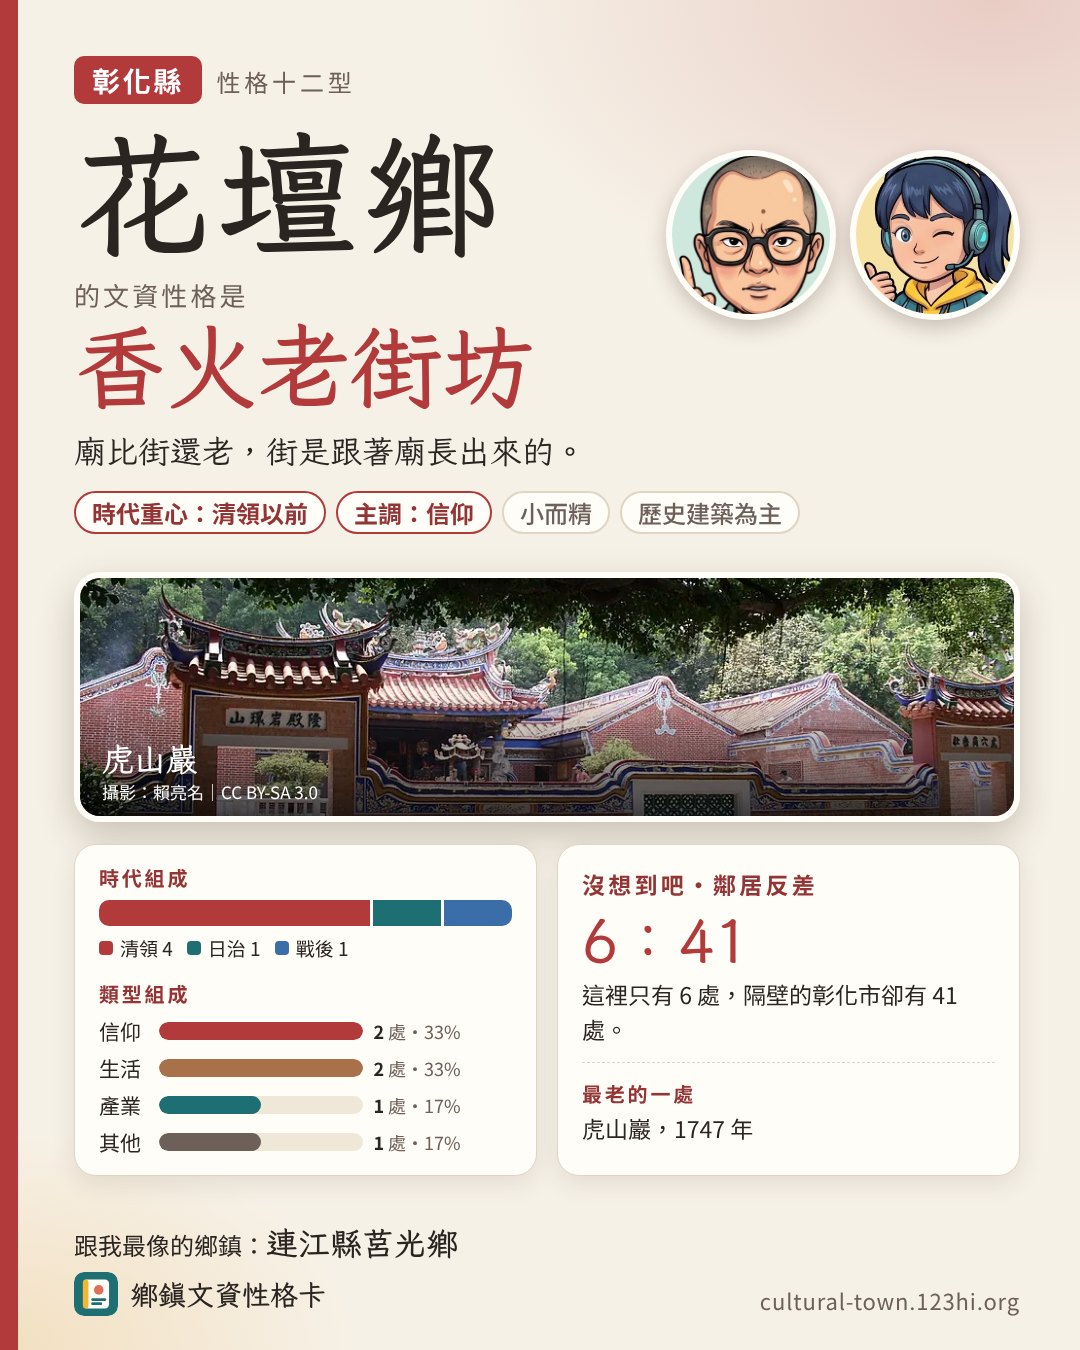 彰化縣 性格十二型
花壇鄉
的文資性格是
香火老街坊
廟比街還老，街是跟著廟長出來的。
時代重心：清領以前 主調：信仰 小而精 歷史建築為主
山環岩殿隆
虎山巖
攝影：賴亮名｜CC BY-SA 3.0
時代組成
清領 4 日治 1 戰後 1
類型組成
信仰 2 處・33%
生活 2 處・33%
產業 1 處・17%
其他 1 處・17%
沒想到吧・鄰居反差
6：41
這裡只有 6 處，隔壁的彰化市卻有 41
處。
最老的一處
虎山巖，1747 年
跟我最像的鄉鎮：連江縣莒光鄉
鄉鎮文資性格卡
cultural-town.123hi.org